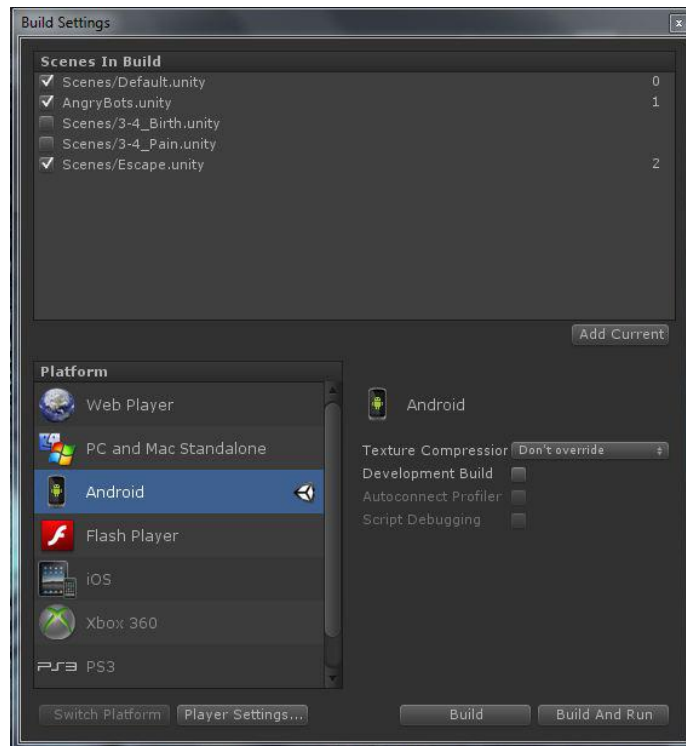 Build Settings
Scenes In Build
Scenes/Default.unity 0
AngryBots.unity 1
Scenes/3-4_Birth.unity
Scenes/3-4_Pain.unity
Scenes/Escape.unity 2
Add Current
Platform
Web Player
PC and Mac Standalone
Android
Flash Player
iOS
Xbox 360
PS3 PS3
Android
Texture Compressior Don't override
Development Build
Autoconnect Profiler
Script Debugging
Switch Platform Player Settings... Build Build And Run